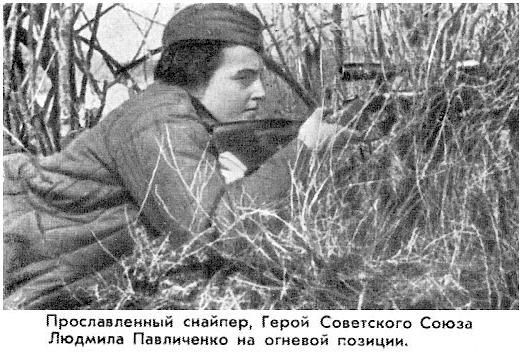 Прославленный снайпер, Герой Советского Союза
Людмила Павличенко на огневой позиции.